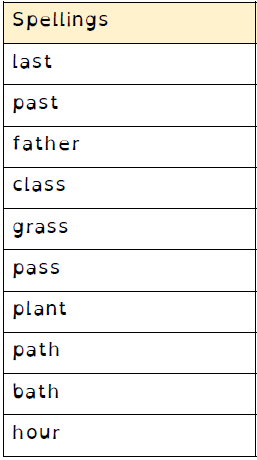 Spellings
last
past
father
class
grass
pass
plant
path
bath
hour